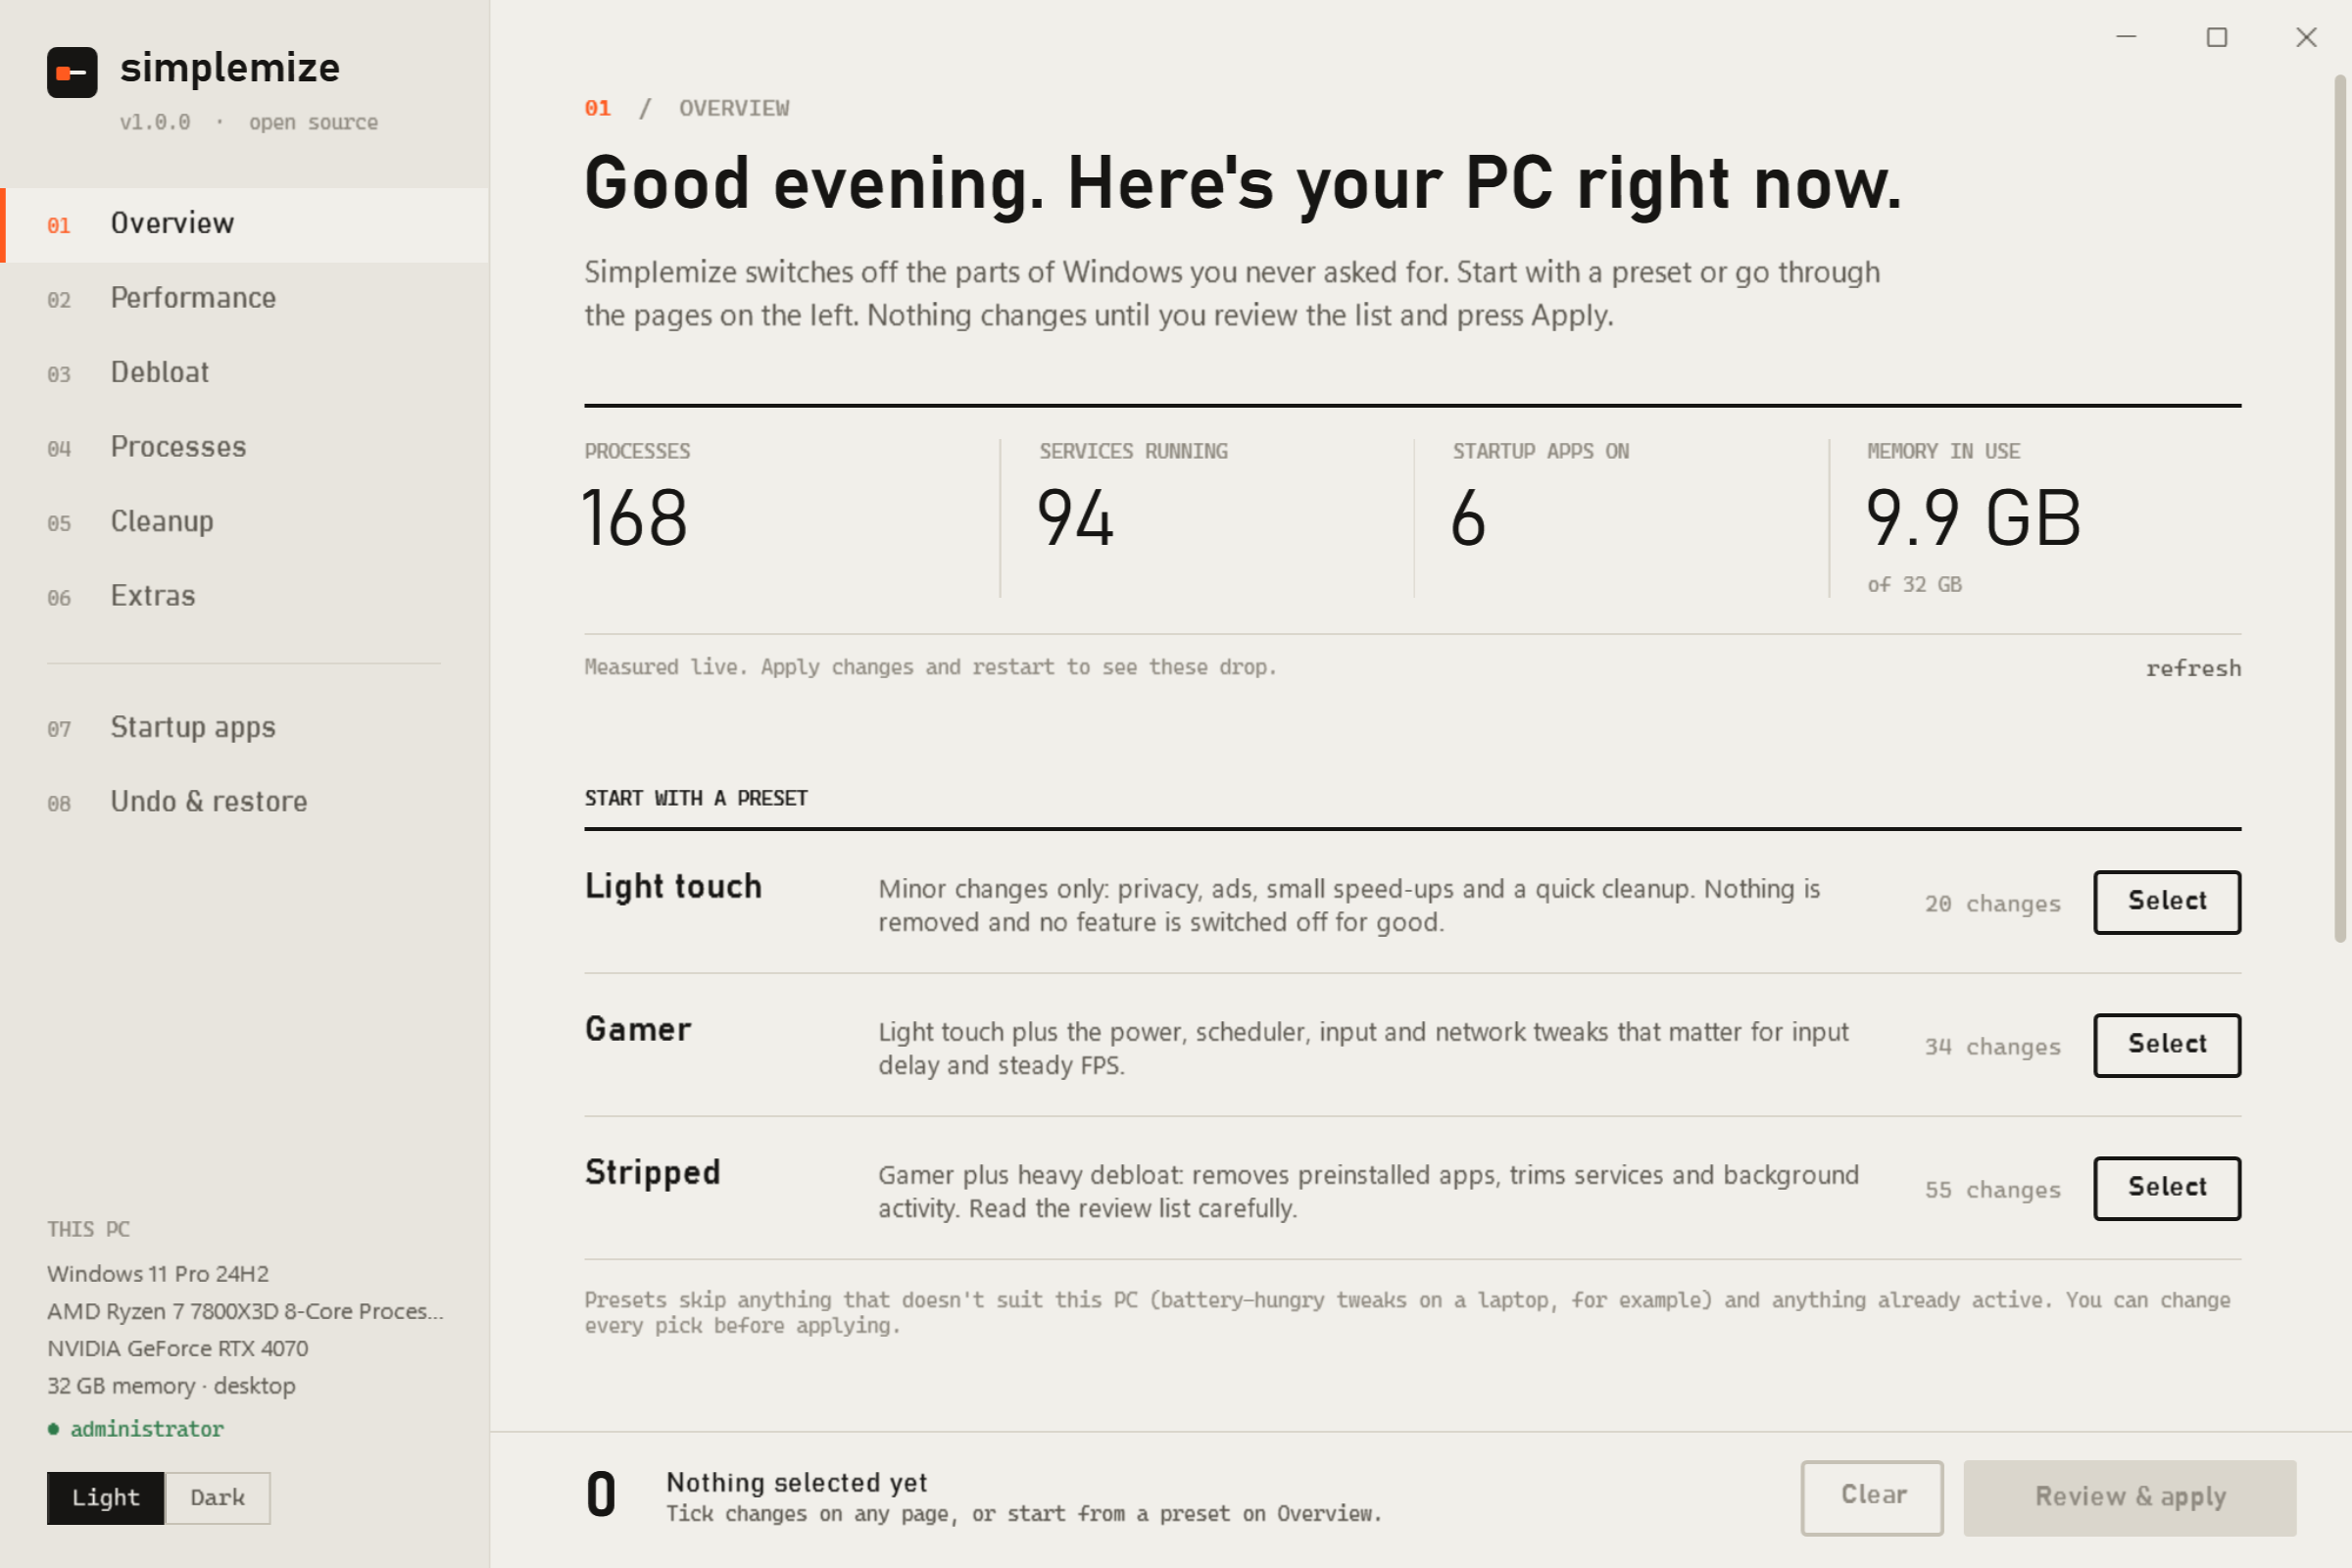 simplemize
v1.0.0 · open source
01 Overview
02 Performance
03 Debloat
04 Processes
05 Cleanup
06 Extras
07 Startup apps
08 Undo & restore
THIS PC
Windows 11 Pro 24H2
AMD Ryzen 7 7800X3D 8-Core Proces...
NVIDIA GeForce RTX 4070
32 GB memory · desktop
administrator
Light Dark
01 / OVERVIEW
Good evening. Here's your PC right now.
Simplemize switches off the parts of Windows you never asked for. Start with a preset or go through
the pages on the left. Nothing changes until you review the list and press Apply.
PROCESSES
168
SERVICES RUNNING
94
STARTUP APPS ON
6
MEMORY IN USE
9.9 GB
of 32 GB
Measured live. Apply changes and restart to see these drop.
refresh
START WITH A PRESET
Light touch
Minor changes only: privacy, ads, small speed-ups and a quick cleanup. Nothing is
removed and no feature is switched off for good.
20 changes
Select
Gamer
Light touch plus the power, scheduler, input and network tweaks that matter for input
delay and steady FPS.
34 changes
Select
Stripped
Gamer plus heavy debloat: removes preinstalled apps, trims services and background
activity. Read the review list carefully.
55 changes
Select
Presets skip anything that doesn't suit this PC (battery-hungry tweaks on a laptop, for example) and anything already active. You can change
every pick before applying.
0
Nothing selected yet
Tick changes on any page, or start from a preset on Overview.
Clear
Review & apply